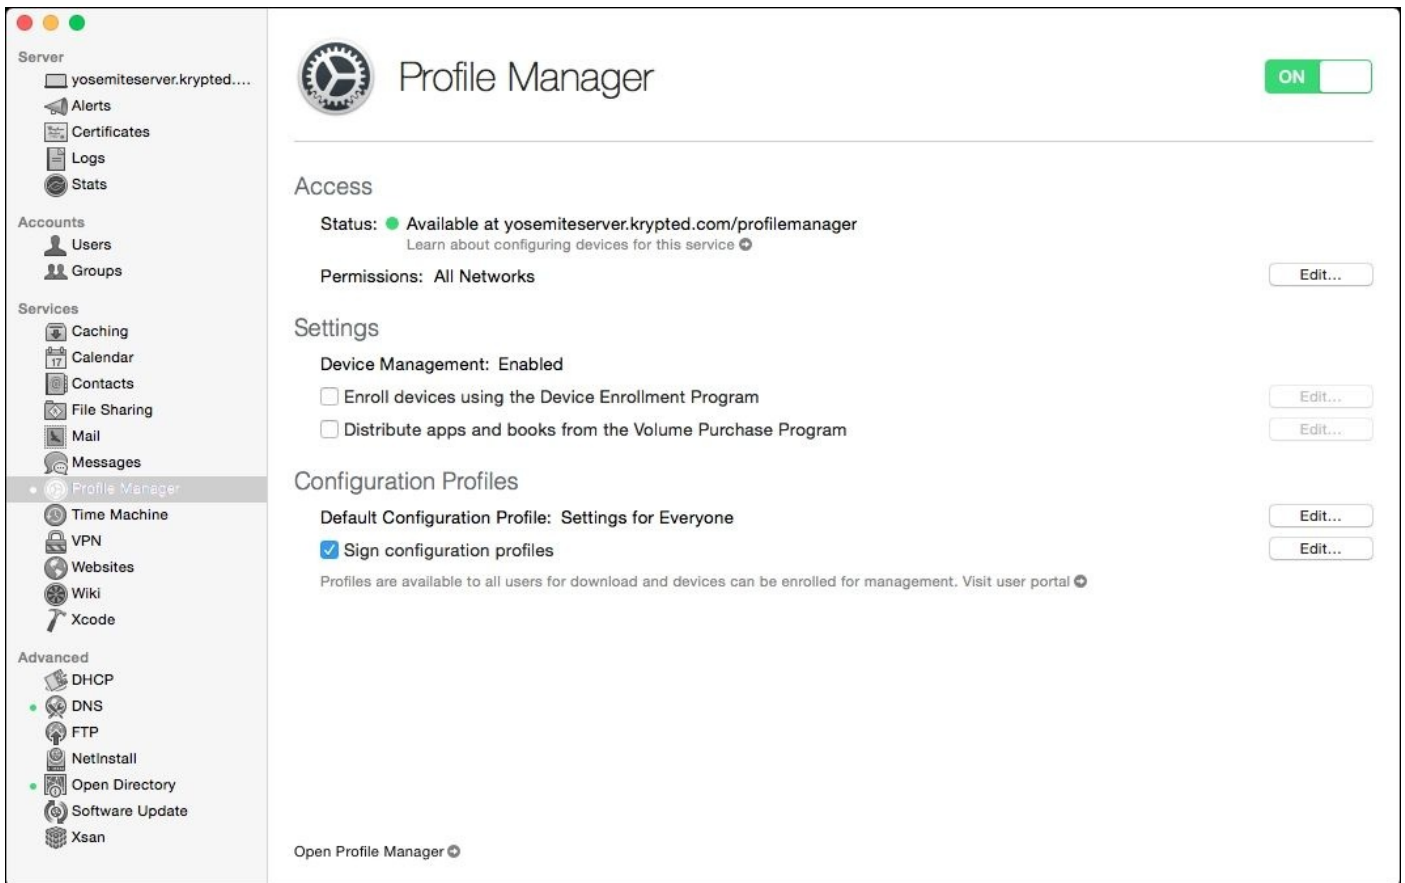 Server
yosemiteserver.krypted....
Alerts
Certificates
Logs
Stats
Accounts
Users
Groups
Services
Caching
17
Calendar
Contacts
File Sharing
Mail
Messages
Profile Manager
Time Machine
VPN
Websites
Wiki
Xcode
Advanced
DHCP
DNS
FTP
NetInstall
Open Directory
Software Update
Xsan
Profile Manager
ON
Access
Status: Available at yosemiteserver.krypted.com/profilemanager
Learn about configuring devices for this service
Permissions: All Networks Edit...
Settings
Device Management: Enabled
Enroll devices using the Device Enrollment Program Edit...
Distribute apps and books from the Volume Purchase Program Edit...
Configuration Profiles
Default Configuration Profile: Settings for Everyone Edit...
Sign configuration profiles Edit...
Profiles are available to all users for download and devices can be enrolled for management. Visit user portal
Open Profile Manager